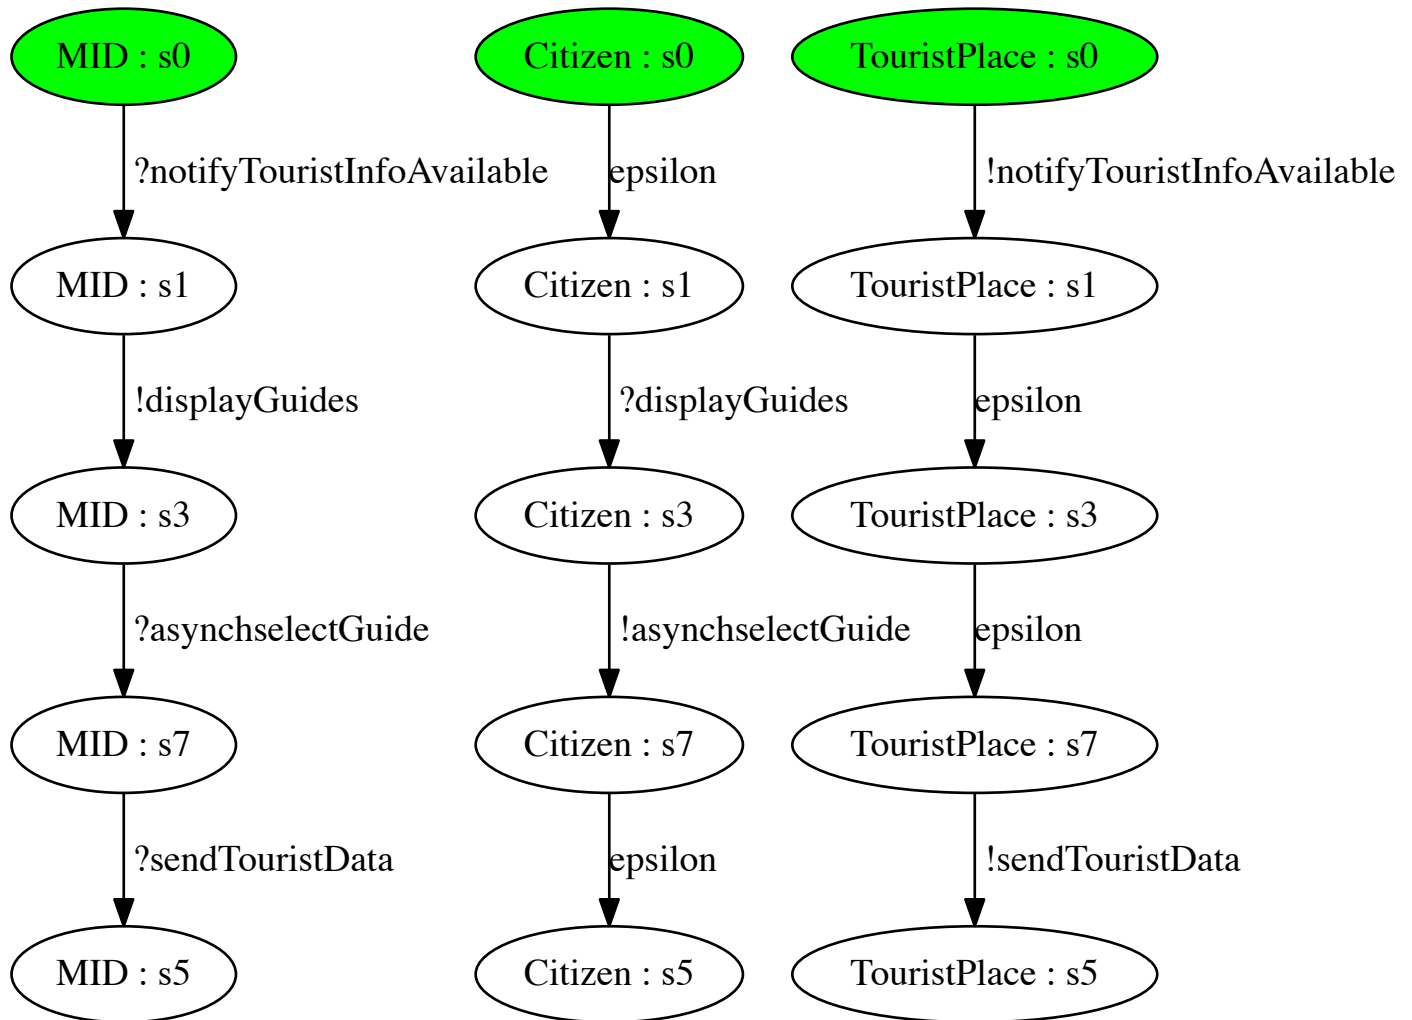 MID : s0
Citizen : s0
TouristPlace : s0
?notifyTouristInfoAvailable
epsilon
!notifyTouristInfoAvailable
MID : s1
Citizen : s1
TouristPlace : s1
!displayGuides
?displayGuides
epsilon
MID : s3
Citizen : s3
TouristPlace : s3
?asynchselectGuide
!asynchselectGuide
epsilon
MID : s7
Citizen : s7
TouristPlace : s7
?sendTouristData
epsilon
!sendTouristData
MID : s5
Citizen : s5
TouristPlace : s5